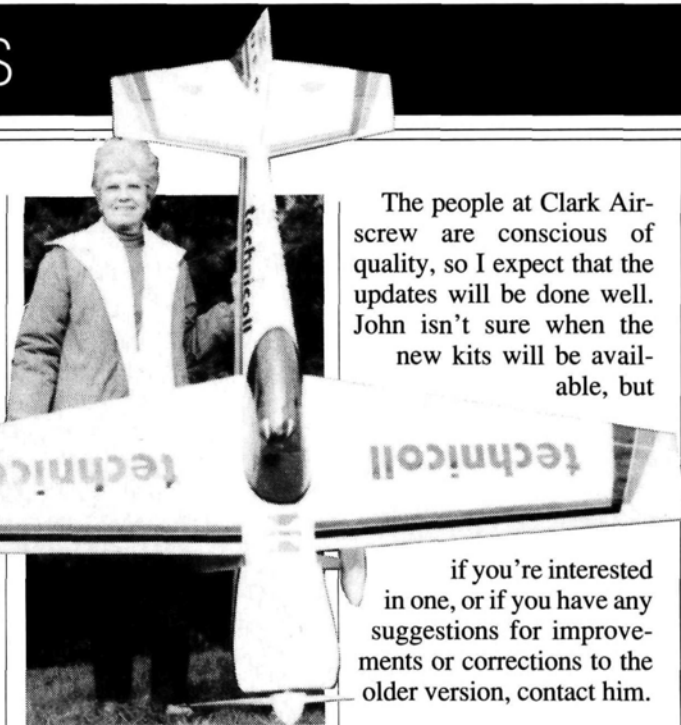 S
technicoll
The people at Clark Air-
screw are conscious of
quality, so I expect that the
updates will be done well.
John isn't sure when the
new kits will be avail-
able, but
technicoll
if you're interested
in one, or if you have any
suggestions for improve-
ments or corrections to the
older version, contact him.